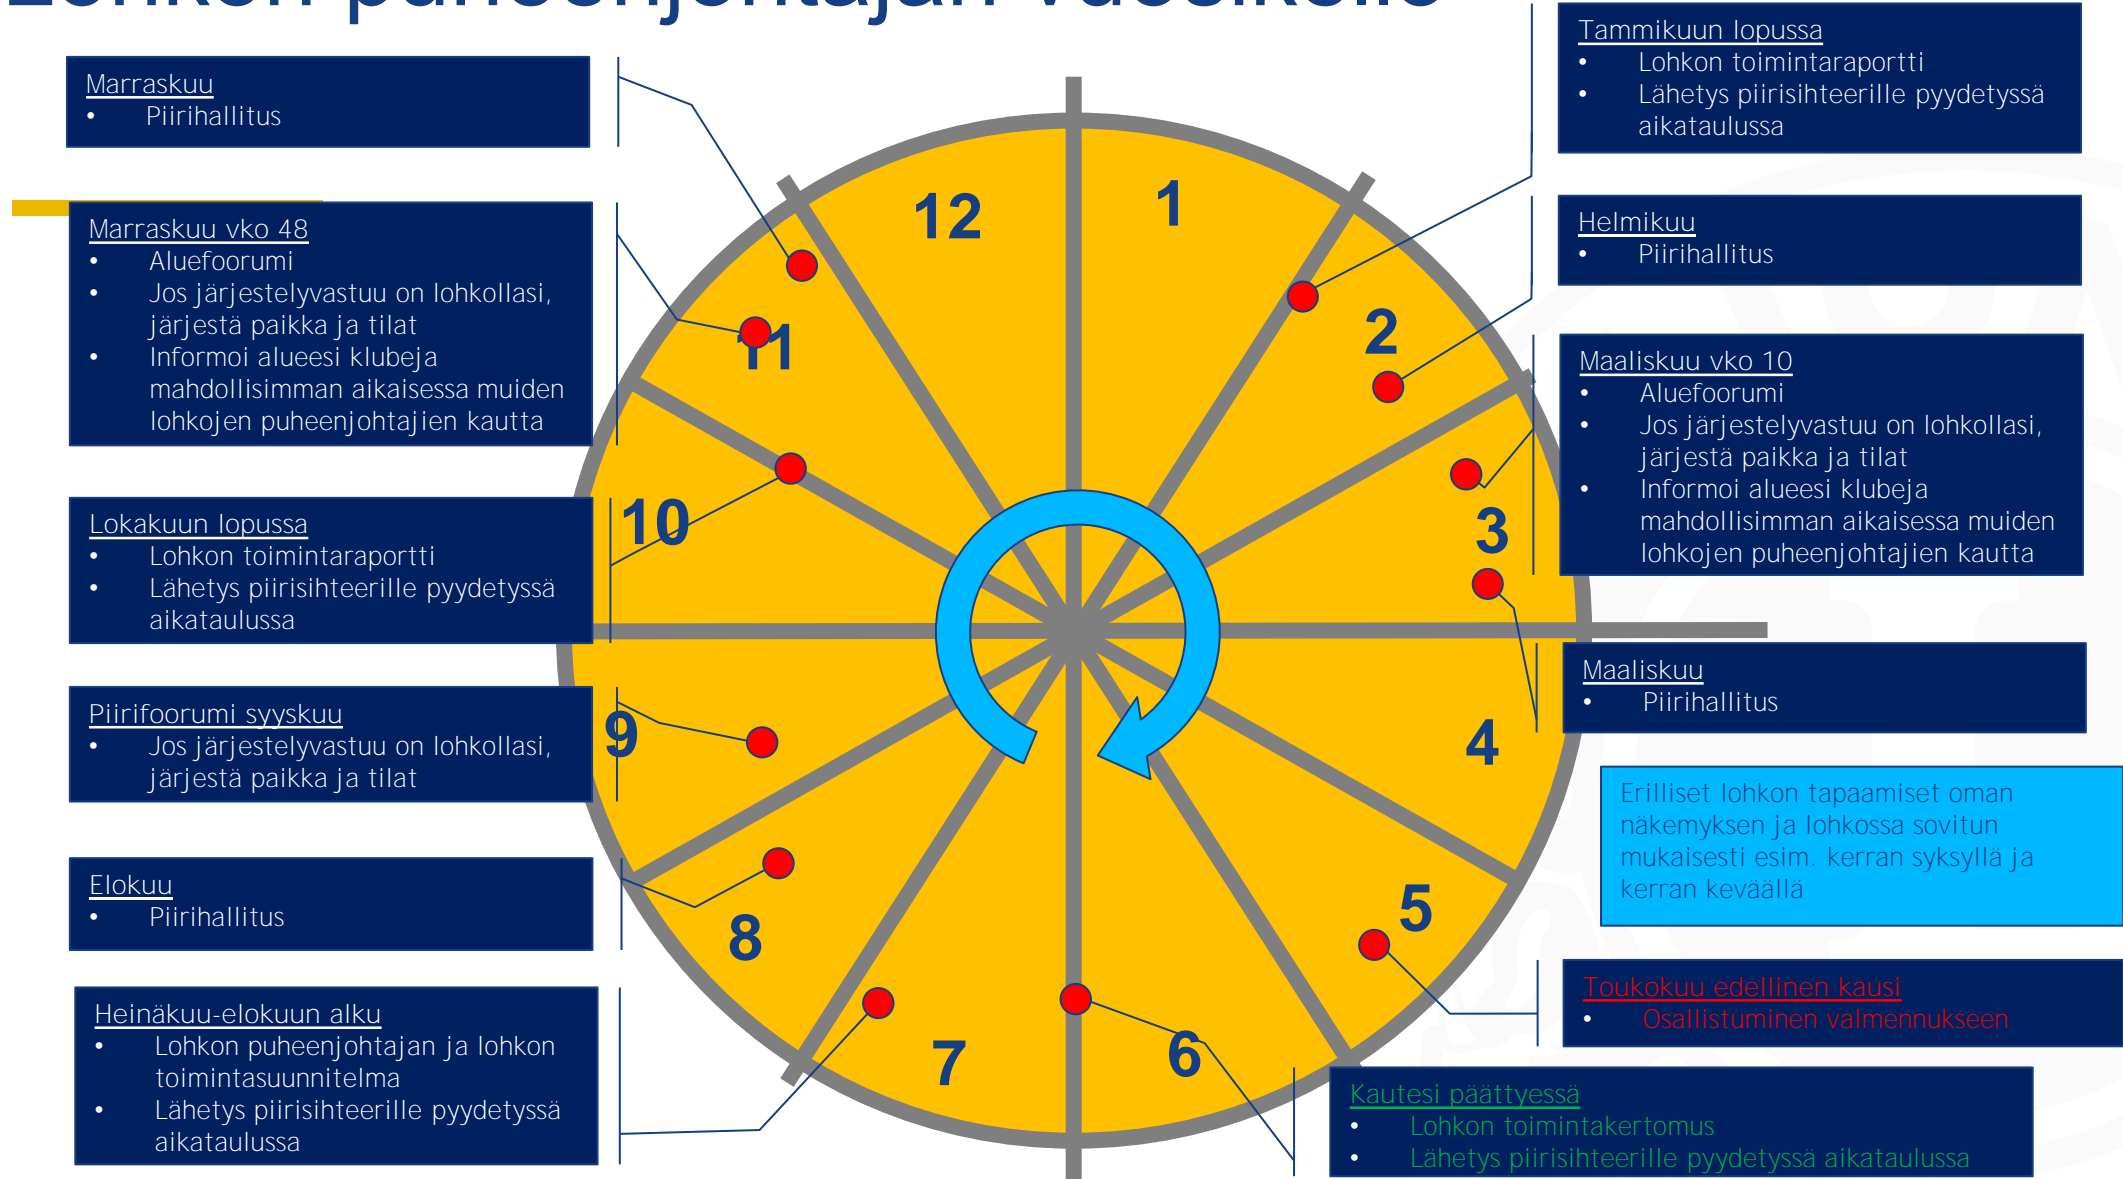 Lohkon puheenjohtajan vuosikello
Marraskuu
• Piirihallitus
Marraskuu vko 48
• Aluefoorumi
• Jos järjestelyvastuu on lohkollasi,
järjestä paikka ja tilat
• Informoi alueesi klubeja
mahdollisimman aikaisessa muiden
lohkojen puheenjohtajien kautta
Lokakuun lopussa
• Lohkon toimintaraportti
• Lähetys piirisihteerille pyydetyssä
aikataulussa
Piirifoorumi syyskuu
• Jos järjestelyvastuu on lohkollasi,
järjestä paikka ja tilat
Elokuu
• Piirihallitus
Heinäkuu-elokuun alku
• Lohkon puheenjohtajan ja lohkon
toimintasuunnitelma
• Lähetys piirisihteerille pyydetyssä
aikataulussa
12
1
2
11
3
10
4
9
5
8
6
7
Tammikuun lopussa
• Lohkon toimintaraportti
• Lähetys piirisihteerille pyydetyssä
aikataulussa
Helmikuu
• Piirihallitus
Maaliskuu vko 10
• Aluefoorumi
• Jos järjestelyvastuu on lohkollasi,
järjestä paikka ja tilat
• Informoi alueesi klubeja
mahdollisimman aikaisessa muiden
lohkojen puheenjohtajien kautta
Maaliskuu
• Piirihallitus
Erilliset lohkon tapaamiset oman
näkemyksen ja lohkossa sovitun
mukaisesti esim. kerran syksyllä ja
kerran keväällä
Toukokuu edellinen kausi
• Osallistuminen valmennukseen
Kautesi päättyessä
• Lohkon toimintakertomus
• Lähetys piirisihteerille pyydetyssä aikataulussa